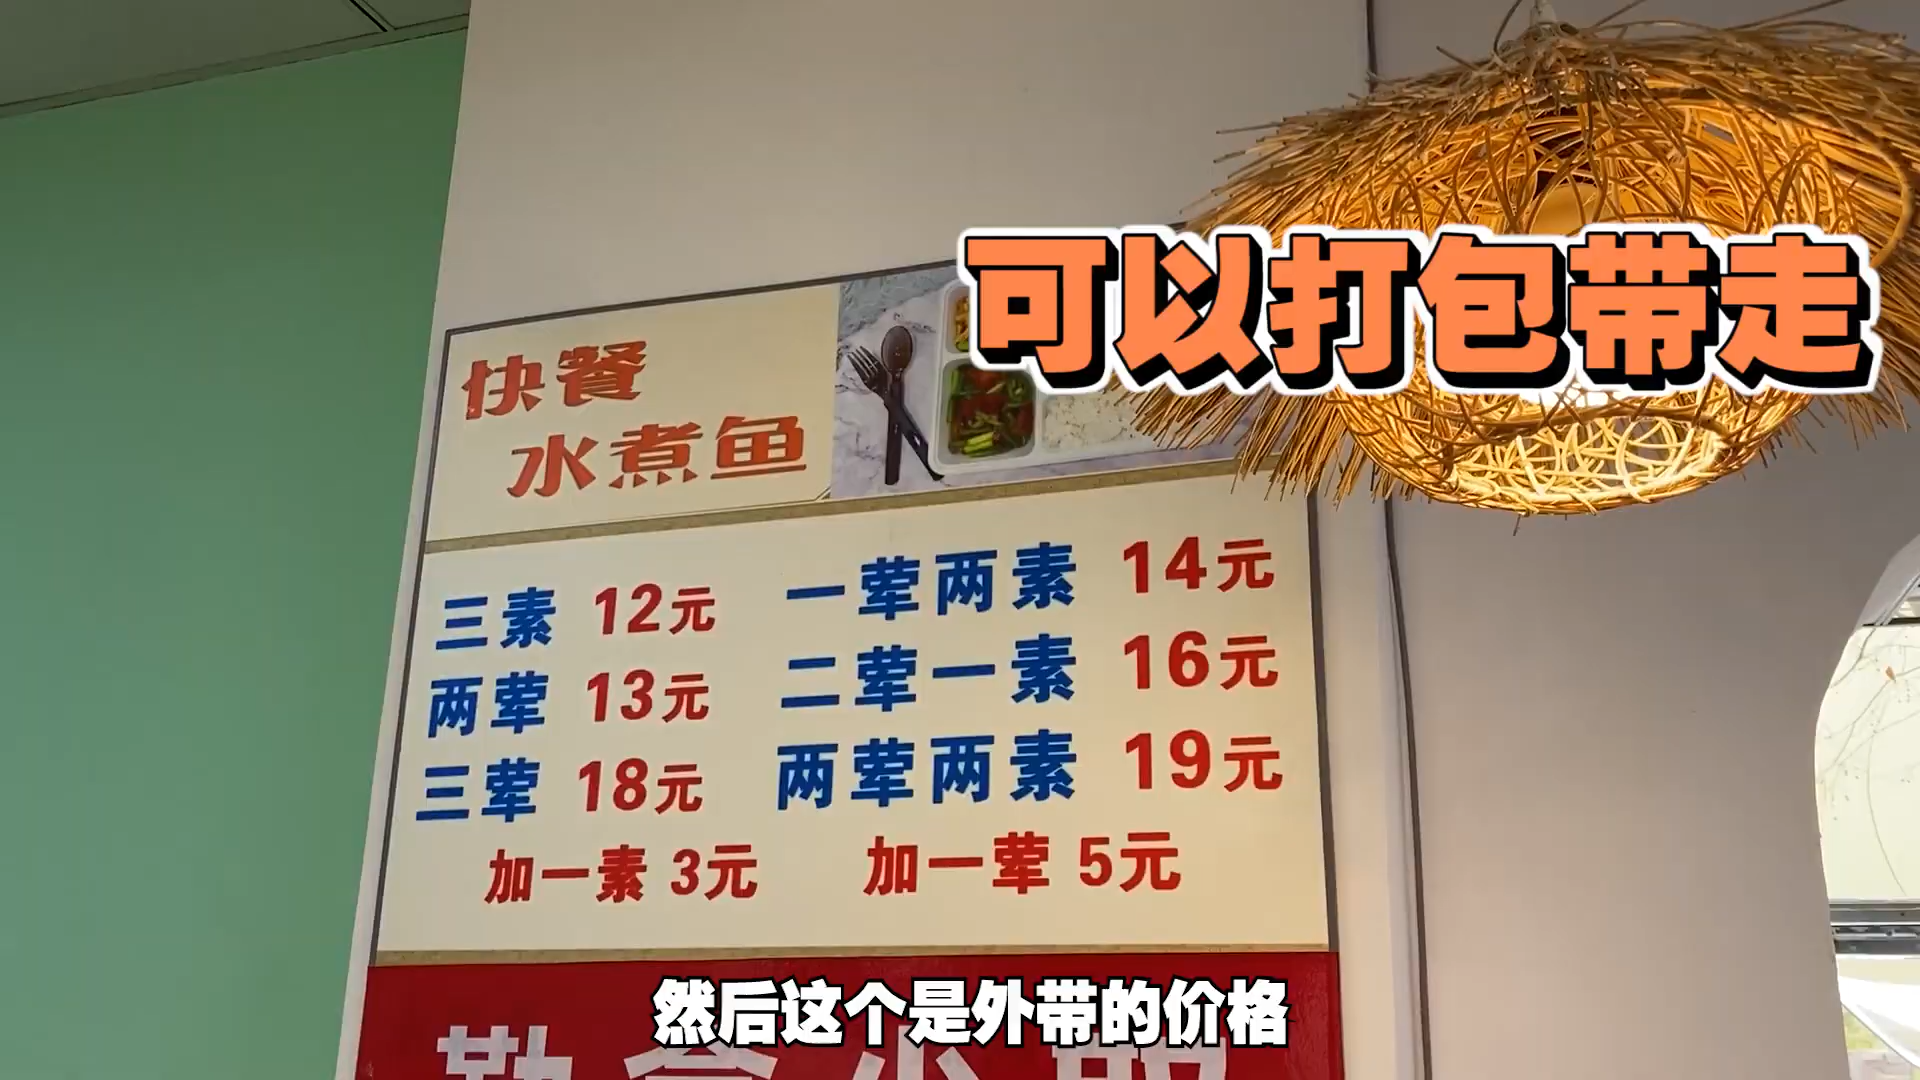 可以打包带走
快餐
水煮鱼
三素 12元
一荤两素 14元
两荤 13元
二荤一素 16元
三荤 18元
两荤两素 19元
加一素 3元
加一荤 5元
然后这个是外带的价格